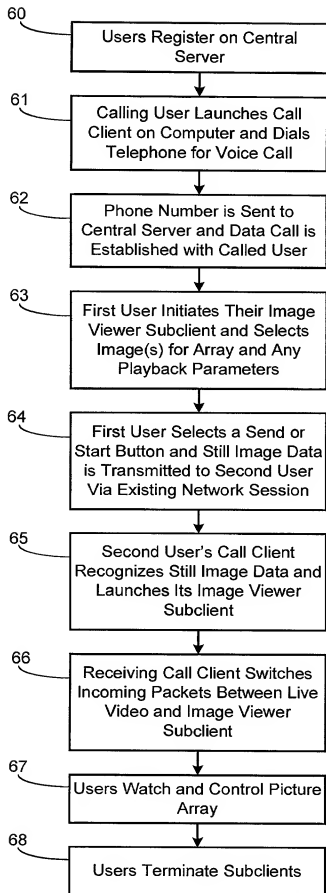 60
Users Register on Central
Server
61
Calling User Launches Call
Client on Computer and Dials
Telephone for Voice Call
62
Phone Number is Sent to
Central Server and Data Call is
Established with Called User
63
First User Initiates Their Image
Viewer Subclient and Selects
Image(s) for Array and Any
Playback Parameters
64
First User Selects a Send or
Start Button and Still Image Data
is Transmitted to Second User
Via Existing Network Session
65
Second User's Call Client
Recognizes Still Image Data and
Launches Its Image Viewer
Subclient
66
Receiving Call Client Switches
Incoming Packets Between Live
Video and Image Viewer
Subclient
67
Users Watch and Control Picture
Array
68
Users Terminate Subclients